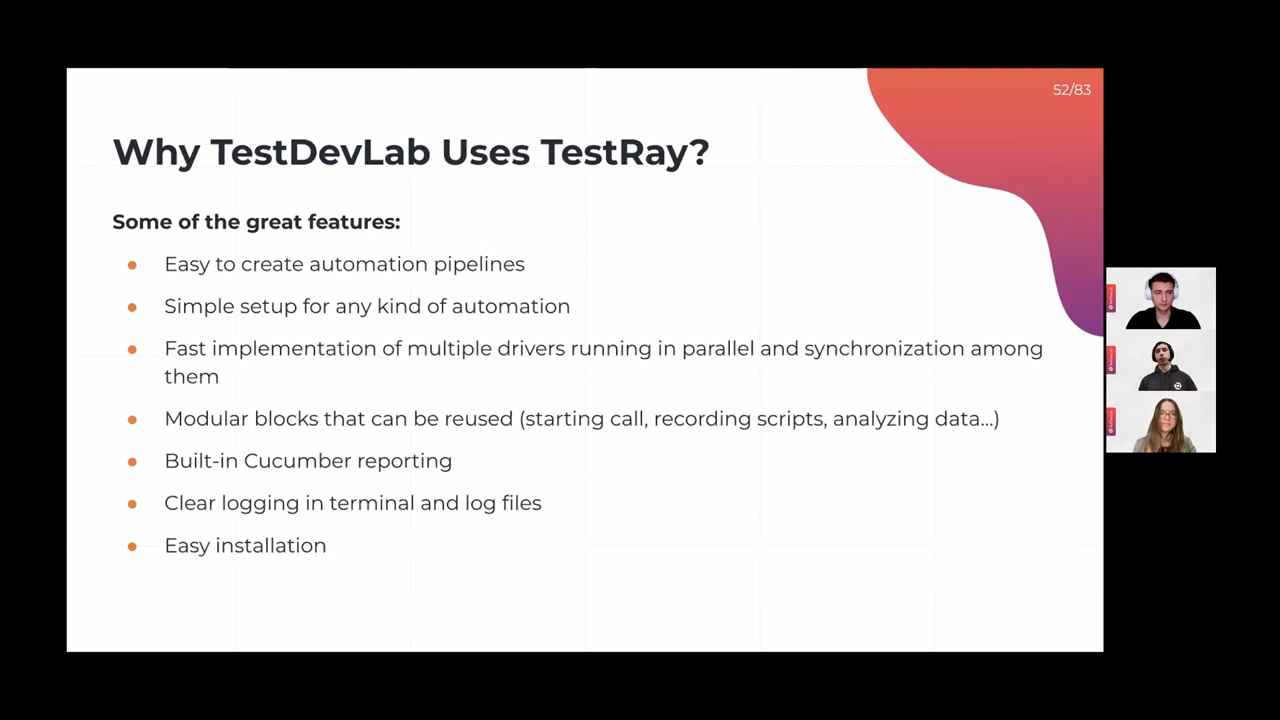 52/83
Why TestDevLab Uses TestRay?
Some of the great features:
● Easy to create automation pipelines
● Simple setup for any kind of automation
● Fast implementation of multiple drivers running in parallel and synchronization among
them
● Modular blocks that can be reused (starting call, recording scripts, analyzing data...)
● Built-in Cucumber reporting
● Clear logging in terminal and log files
● Easy installation